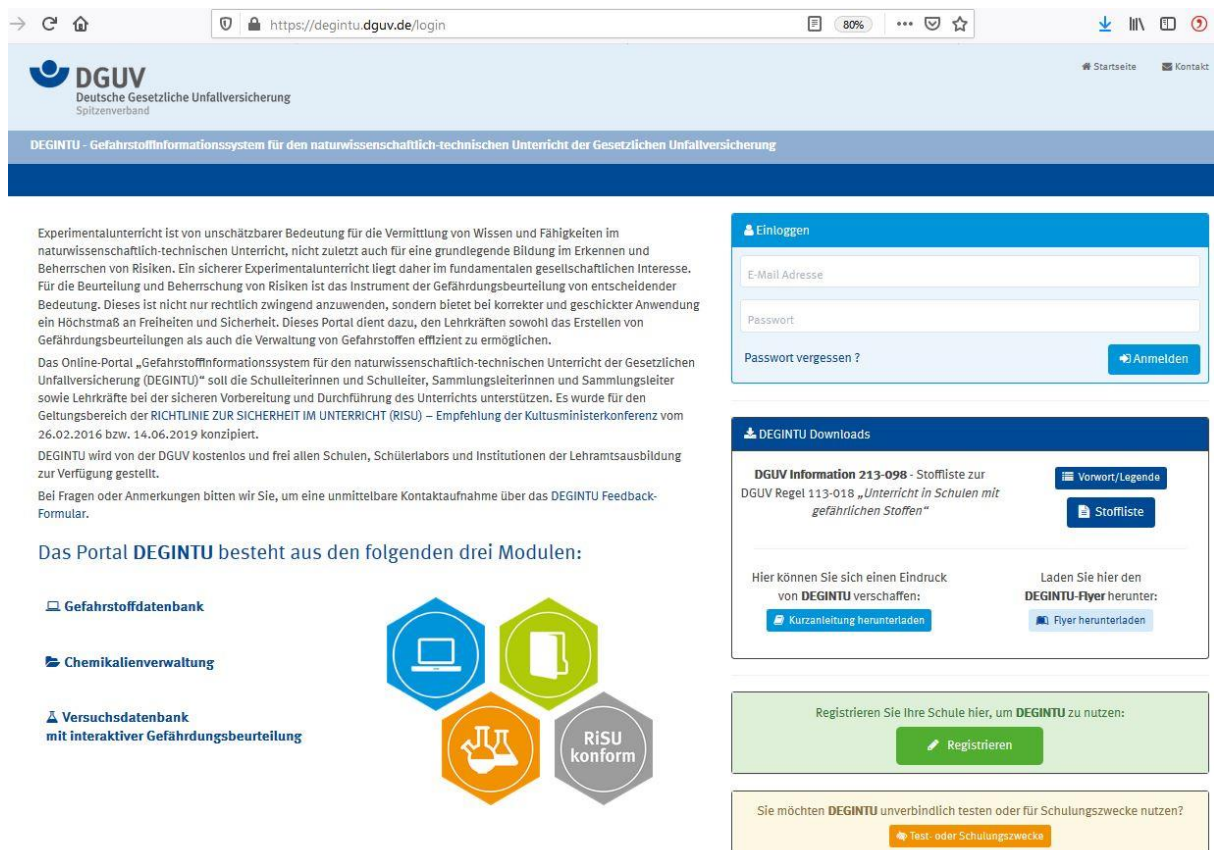 https://degintu.dguv.de/login
80%
DGUV
Deutsche Gesetzliche Unfallversicherung
Spitzenverband
Startseite
Kontakt
DEGINTU - GefahrstoffInformationssystem für den naturwissenschaftlich-technischen Unterricht der Gesetzlichen Unfallversicherung
Experimentalunterricht ist von unschätzbarer Bedeutung für die Vermittlung von Wissen und Fähigkeiten im
naturwissenschaftlich-technischen Unterricht, nicht zuletzt auch für eine grundlegende Bildung im Erkennen und
Beherrschen von Risiken. Ein sicherer Experimentalunterricht liegt daher im fundamentalen gesellschaftlichen Interesse.
Für die Beurteilung und Beherrschung von Risiken ist das Instrument der Gefährdungsbeurteilung von entscheidender
Bedeutung. Dieses ist nicht nur rechtlich zwingend anzuwenden, sondern bietet bei korrekter und geschickter Anwendung
ein Höchstmaß an Freiheiten und Sicherheit. Dieses Portal dient dazu, den Lehrkräften sowohl das Erstellen von
Gefährdungsbeurteilungen als auch die Verwaltung von Gefahrstoffen effizient zu ermöglichen.
Das Online-Portal „GefahrstoffInformationssystem für den naturwissenschaftlich-technischen Unterricht der Gesetzlichen
Unfallversicherung (DEGINTU)“ soll die Schulleiterinnen und Schulleiter, Sammlungsleiterinnen und Sammlungsleiter
sowie Lehrkräfte bei der sicheren Vorbereitung und Durchführung des Unterrichts unterstützen. Es wurde für den
Geltungsbereich der RICHTLINIE ZUR SICHERHEIT IM UNTERRICHT (RISU) – Empfehlung der Kultusministerkonferenz vom
26.02.2016 bzw. 14.06.2019 konzipiert.
DEGINTU wird von der DGUV kostenlos und frei allen Schulen, Schülerlabors und Institutionen der Lehramtsausbildung
zur Verfügung gestellt.
Bei Fragen oder Anmerkungen bitten wir Sie, um eine unmittelbare Kontaktaufnahme über das DEGINTU Feedback-
Formular.
Das Portal DEGINTU besteht aus den folgenden drei Modulen:
Gefahrstoffdatenbank
Chemikalienverwaltung
Versuchsdatenbank
mit interaktiver Gefährdungsbeurteilung
RiSU
konform
Einloggen
E-Mail Adresse
Passwort
Passwort vergessen ?
Anmelden
DEGINTU Downloads
DGUV Information 213-098 - Stoffliste zur
DGUV Regel 113-018 „Unterricht in Schulen mit
gefährlichen Stoffen“
Vorwort/Legende
Stoffliste
Hier können Sie sich einen Eindruck
von DEGINTU verschaffen:
Kurzanleitung herunterladen
Laden Sie hier den
DEGINTU-Flyer herunter:
Flyer herunterladen
Registrieren Sie Ihre Schule hier, um DEGINTU zu nutzen:
Registrieren
Sie möchten DEGINTU unverbindlich testen oder für Schulungszwecke nutzen?
Test- oder Schulungszwecke